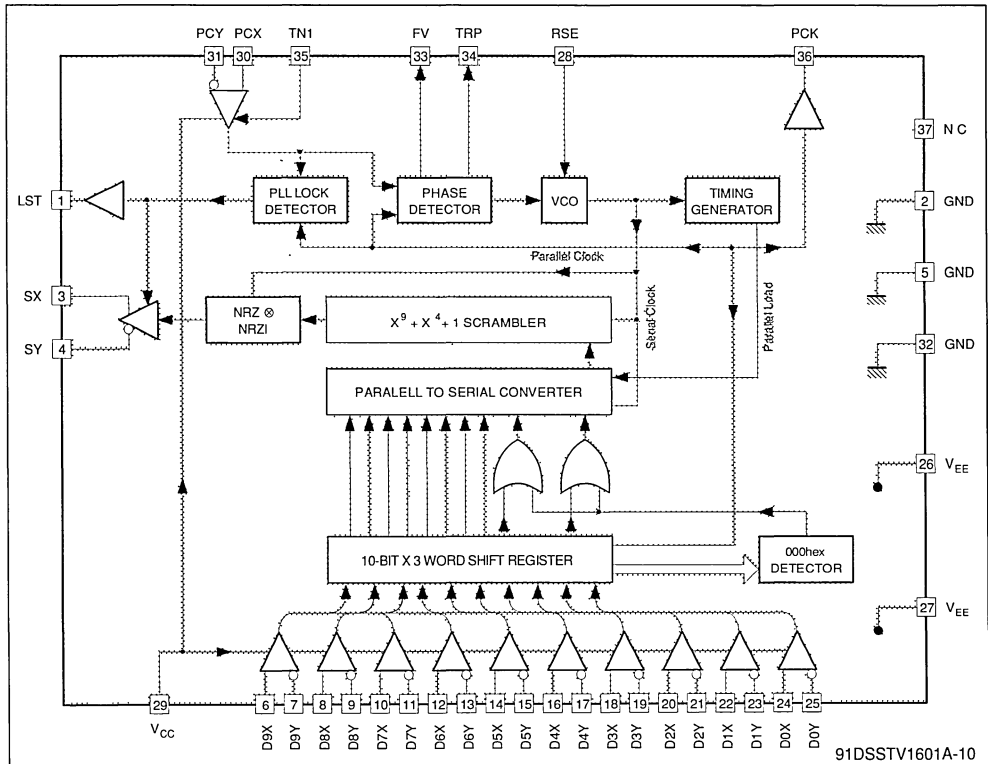 PCY PCX TN1 FV TRP RSE PCK
31 30 35 33 34 28 36
37 N C
LST 1
PLL LOCK
DETECTOR
PHASE
DETECTOR
VCO
TIMING
GENERATOR
2 GND
Parallel Clock
Serial Clock
Parallel Load
5 GND
SX 3
SY 4
NRZ ⊗
NRZI
X⁹ + X⁴ + 1 SCRAMBLER
32 GND
PARALELL TO SERIAL CONVERTER
26 VEE
10-BIT X 3 WORD SHIFT REGISTER
000hex
DETECTOR
27 VEE
29 6 7 8 9 10 11 12 13 14 15 16 17 18 19 20 21 22 23 24 25
VCC
D9X D9Y D8X D8Y D7X D7Y D6X D6Y D5X D5Y D4X D4Y D3X D3Y D2X D2Y D1X D1Y D0X D0Y
91DSSTV1601A-10